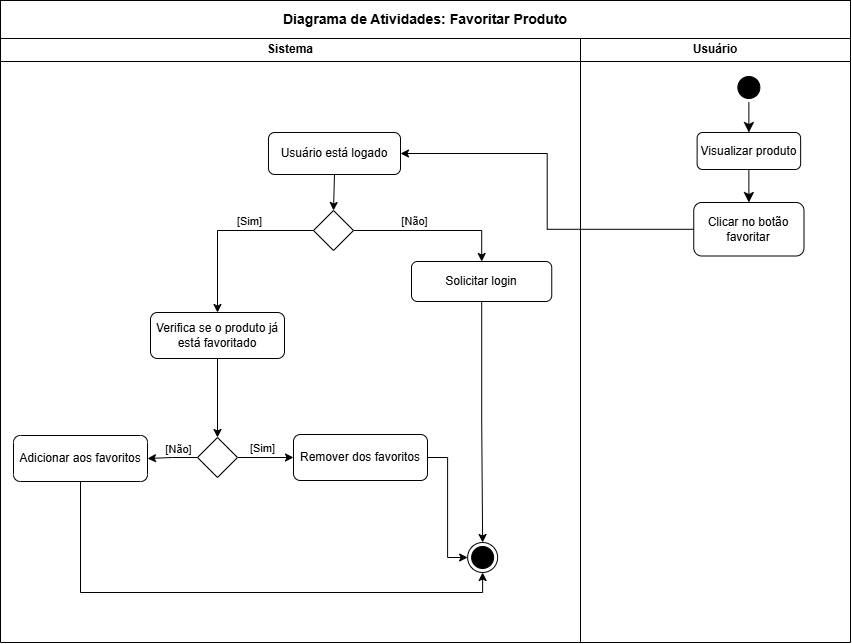 Diagrama de Atividades: Favoritar Produto
Sistema
Usuário
Visualizar produto
Usuário está logado
Clicar no botão
favoritar
[Sim]
[Não]
Solicitar login
Verifica se o produto já
está favoritado
[Não]
[Sim]
Adicionar aos favoritos
Remover dos favoritos